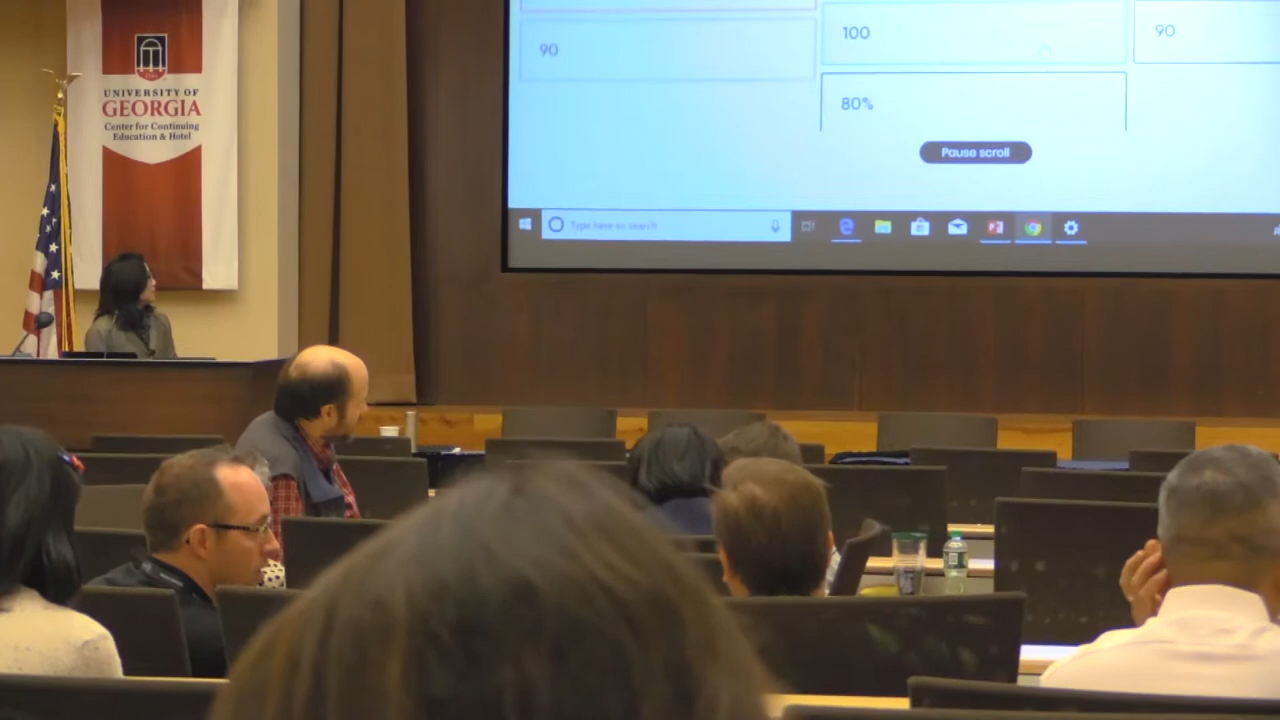 UNIVERSITY OF
GEORGIA
Center for Continuing
Education & Hotel
90
100
90
80%
Pause scroll
Type here to search